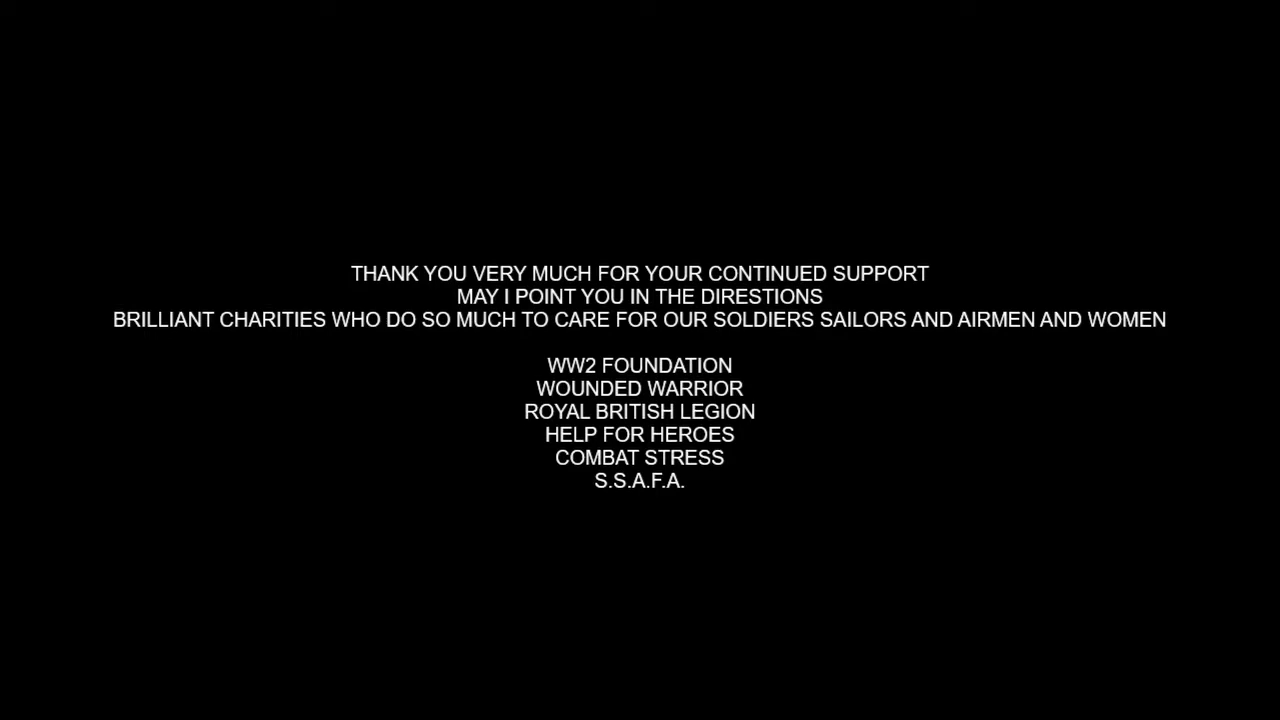 THANK YOU VERY MUCH FOR YOUR CONTINUED SUPPORT
MAY I POINT YOU IN THE DIRESTIONS
BRILLIANT CHARITIES WHO DO SO MUCH TO CARE FOR OUR SOLDIERS SAILORS AND AIRMEN AND WOMEN
WW2 FOUNDATION
WOUNDED WARRIOR
ROYAL BRITISH LEGION
HELP FOR HEROES
COMBAT STRESS
S.S.A.F.A.